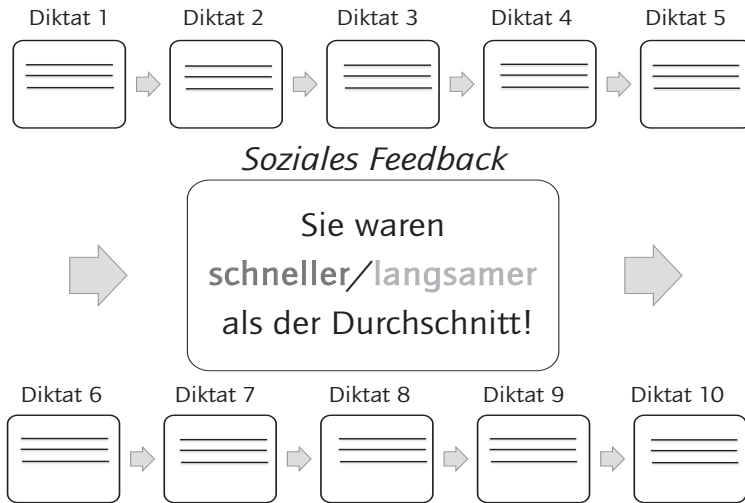 Diktat 1 Diktat 2 Diktat 3 Diktat 4 Diktat 5
Soziales Feedback
Sie waren
schneller/langsamer
als der Durchschnitt!
Diktat 6 Diktat 7 Diktat 8 Diktat 9 Diktat 10